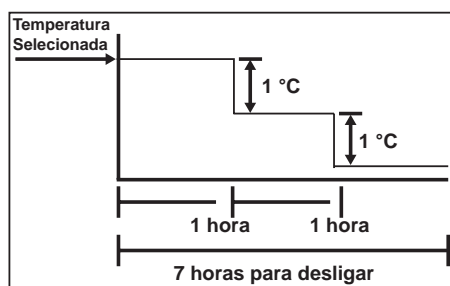 Temperatura
Selecionada
1 °C
1 °C
1 hora 1 hora
7 horas para desligar